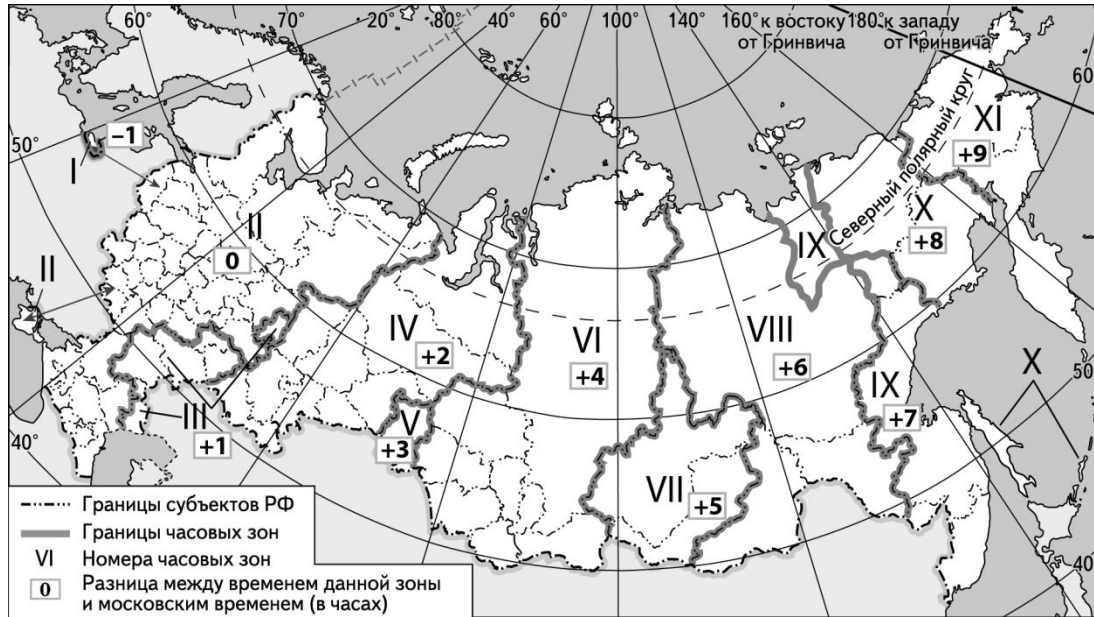 60° 70° 20° 80° 40° 60° 100° 140° 160° к востоку 180° к западу
от Гринвича от Гринвича
60°
50°
–1
I
Северный полярный круг
XI
+9
II
0
X
+8
IX
II
IV
+2
VI
+4
VIII
+6
X
50°
IX
+7
III
+1
V
+3
VII
+5
40°
40°
Границы субъектов РФ
Границы часовых зон
VI Номера часовых зон
0 Разница между временем данной зоны
и московским временем (в часах)